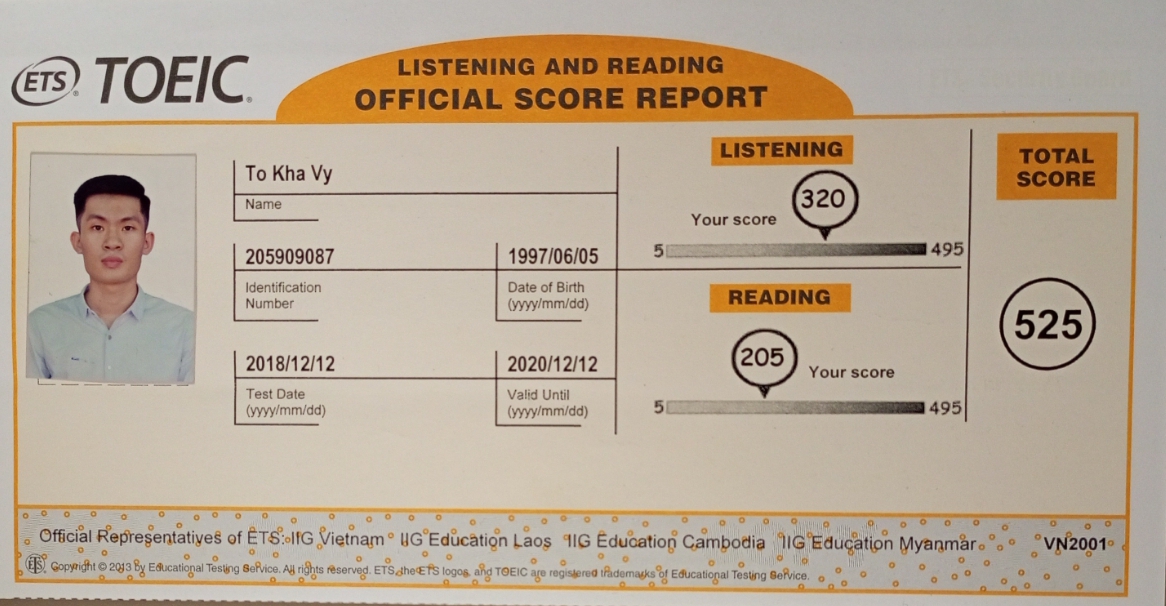 ETS® TOEIC®
LISTENING AND READING
OFFICIAL SCORE REPORT
To Kha Vy
Name
205909087
Identification
Number
1997/06/05
Date of Birth
(yyyy/mm/dd)
2018/12/12
Test Date
(yyyy/mm/dd)
2020/12/12
Valid Until
(yyyy/mm/dd)
LISTENING
Your score
320
5
495
READING
205
Your score
5
495
TOTAL
SCORE
525
Official Representatives of ETS: IIG Vietnam IIG Education Laos IIG Education Cambodia IIG Education Myanmar
VN2001
ETS® Copyright © 2013 by Educational Testing Service. All rights reserved. ETS, the ETS logos, and TOEIC are registered trademarks of Educational Testing Service.